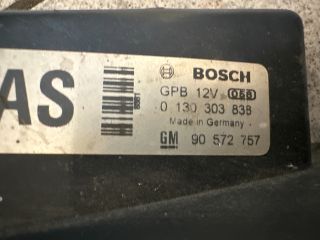 AS
BOSCH
GPB 12V
0 130 303 838
Made in Germany
GM 90 572 757